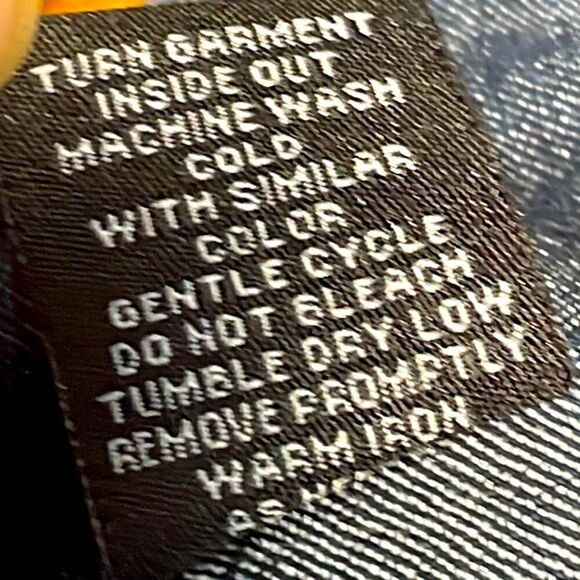 TURN GARMENT
INSIDE OUT
MACHINE WASH
COLD
WITH SIMILAR
COLOR
GENTLE CYCLE
DO NOT BLEACH
TUMBLE DRY LOW
REMOVE PROMPTLY
WARM IRON
AS